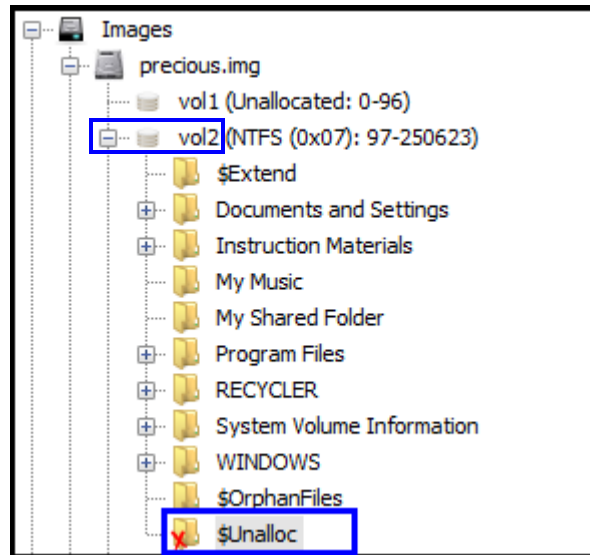 Images
precious.img
vol1 (Unallocated: 0-96)
vol2 (NTFS (0x07): 97-250623)
$Extend
Documents and Settings
Instruction Materials
My Music
My Shared Folder
Program Files
RECYCLER
System Volume Information
WINDOWS
$OrphanFiles
$Unalloc